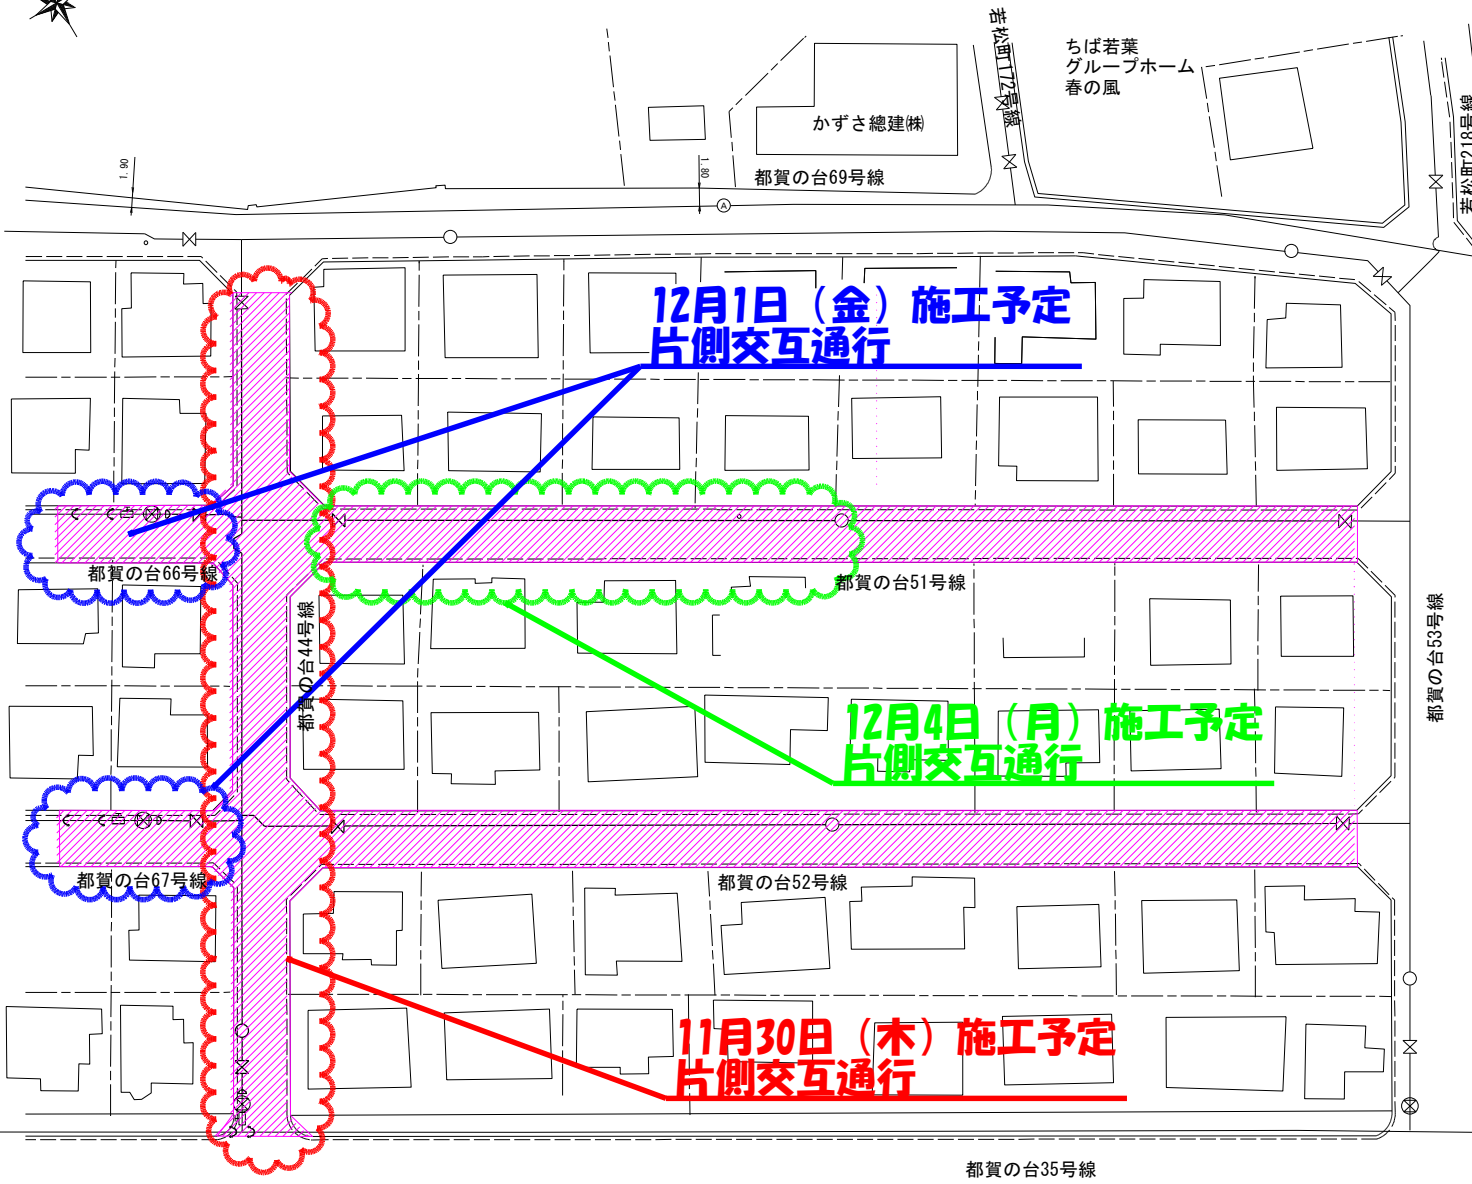 若松町172号線
ちば若葉
グループホーム
春の風
かずさ總建㈱
若松町218号線
都賀の台69号線
1.90
1.80
A
12月1日（金）施工予定
片側交互通行
都賀の台66号線
都賀の台51号線
都賀の台44号線
都賀の台53号線
12月4日（月）施工予定
片側交互通行
都賀の台67号線
都賀の台52号線
11月30日（木）施工予定
片側交互通行
都賀の台35号線